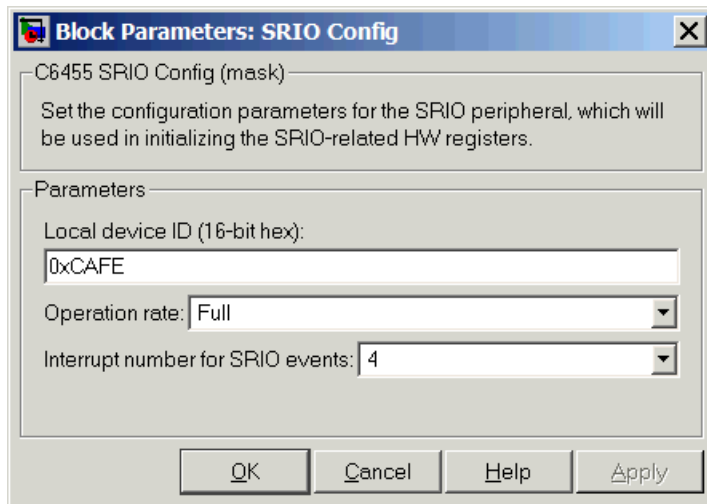 Block Parameters: SRIO Config
C6455 SRIO Config (mask)
Set the configuration parameters for the SRIO peripheral, which will
be used in initializing the SRIO-related HW registers.
Parameters
Local device ID (16-bit hex):
0xCAFE
Operation rate: Full
Interrupt number for SRIO events: 4
OK Cancel Help Apply